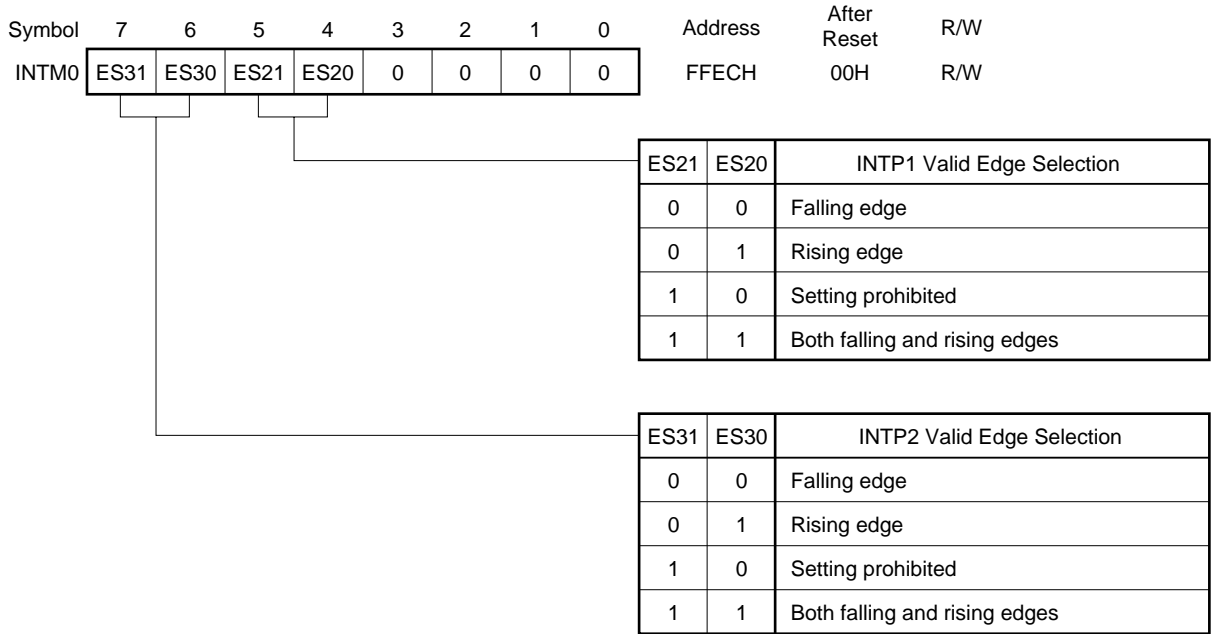 Symbol 7 6 5 4 3 2 1 0 Address After Reset R/W
INTM0 ES31 ES30 ES21 ES20 0 0 0 0 FFECH 00H R/W
ES21 ES20 INTP1 Valid Edge Selection
0 0 Falling edge
0 1 Rising edge
1 0 Setting prohibited
1 1 Both falling and rising edges
ES31 ES30 INTP2 Valid Edge Selection
0 0 Falling edge
0 1 Rising edge
1 0 Setting prohibited
1 1 Both falling and rising edges